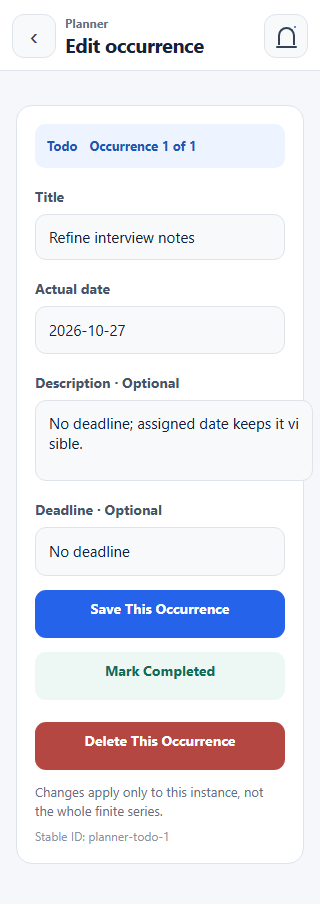 Planner
Edit occurrence
Todo Occurrence 1 of 1
Title
Refine interview notes
Actual date
2026-10-27
Description · Optional
No deadline; assigned date keeps it vi
sible.
Deadline · Optional
No deadline
Save This Occurrence
Mark Completed
Delete This Occurrence
Changes apply only to this instance, not
the whole finite series.
Stable ID: planner-todo-1